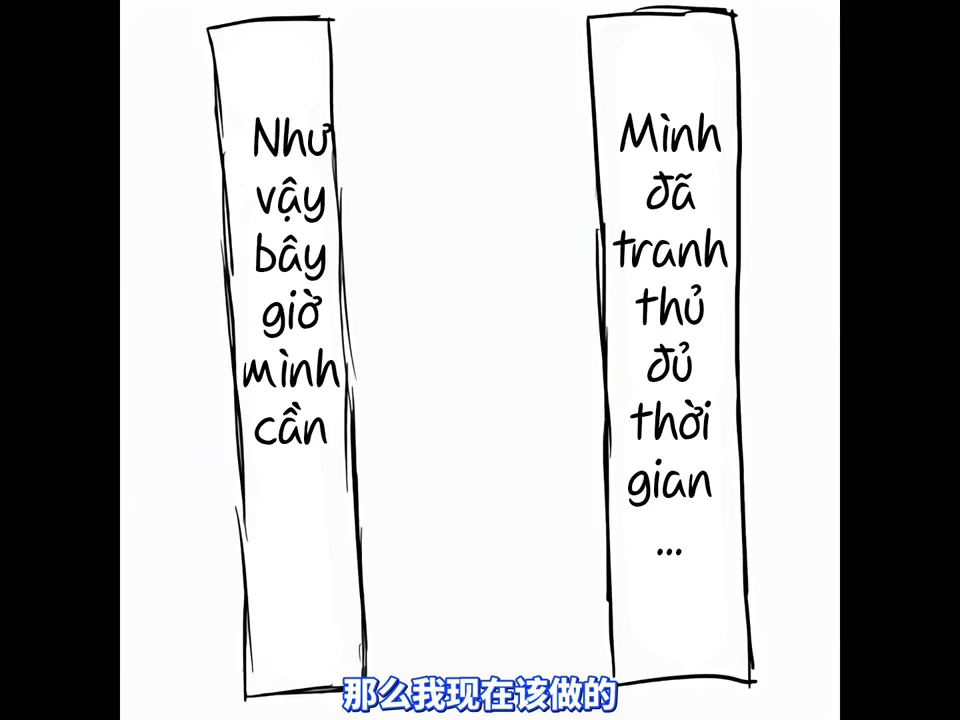 Như
vậy
bây
giờ
mình
cần
Mình
đã
tranh
thủ
đủ
thời
gian
...
那么我现在该做的